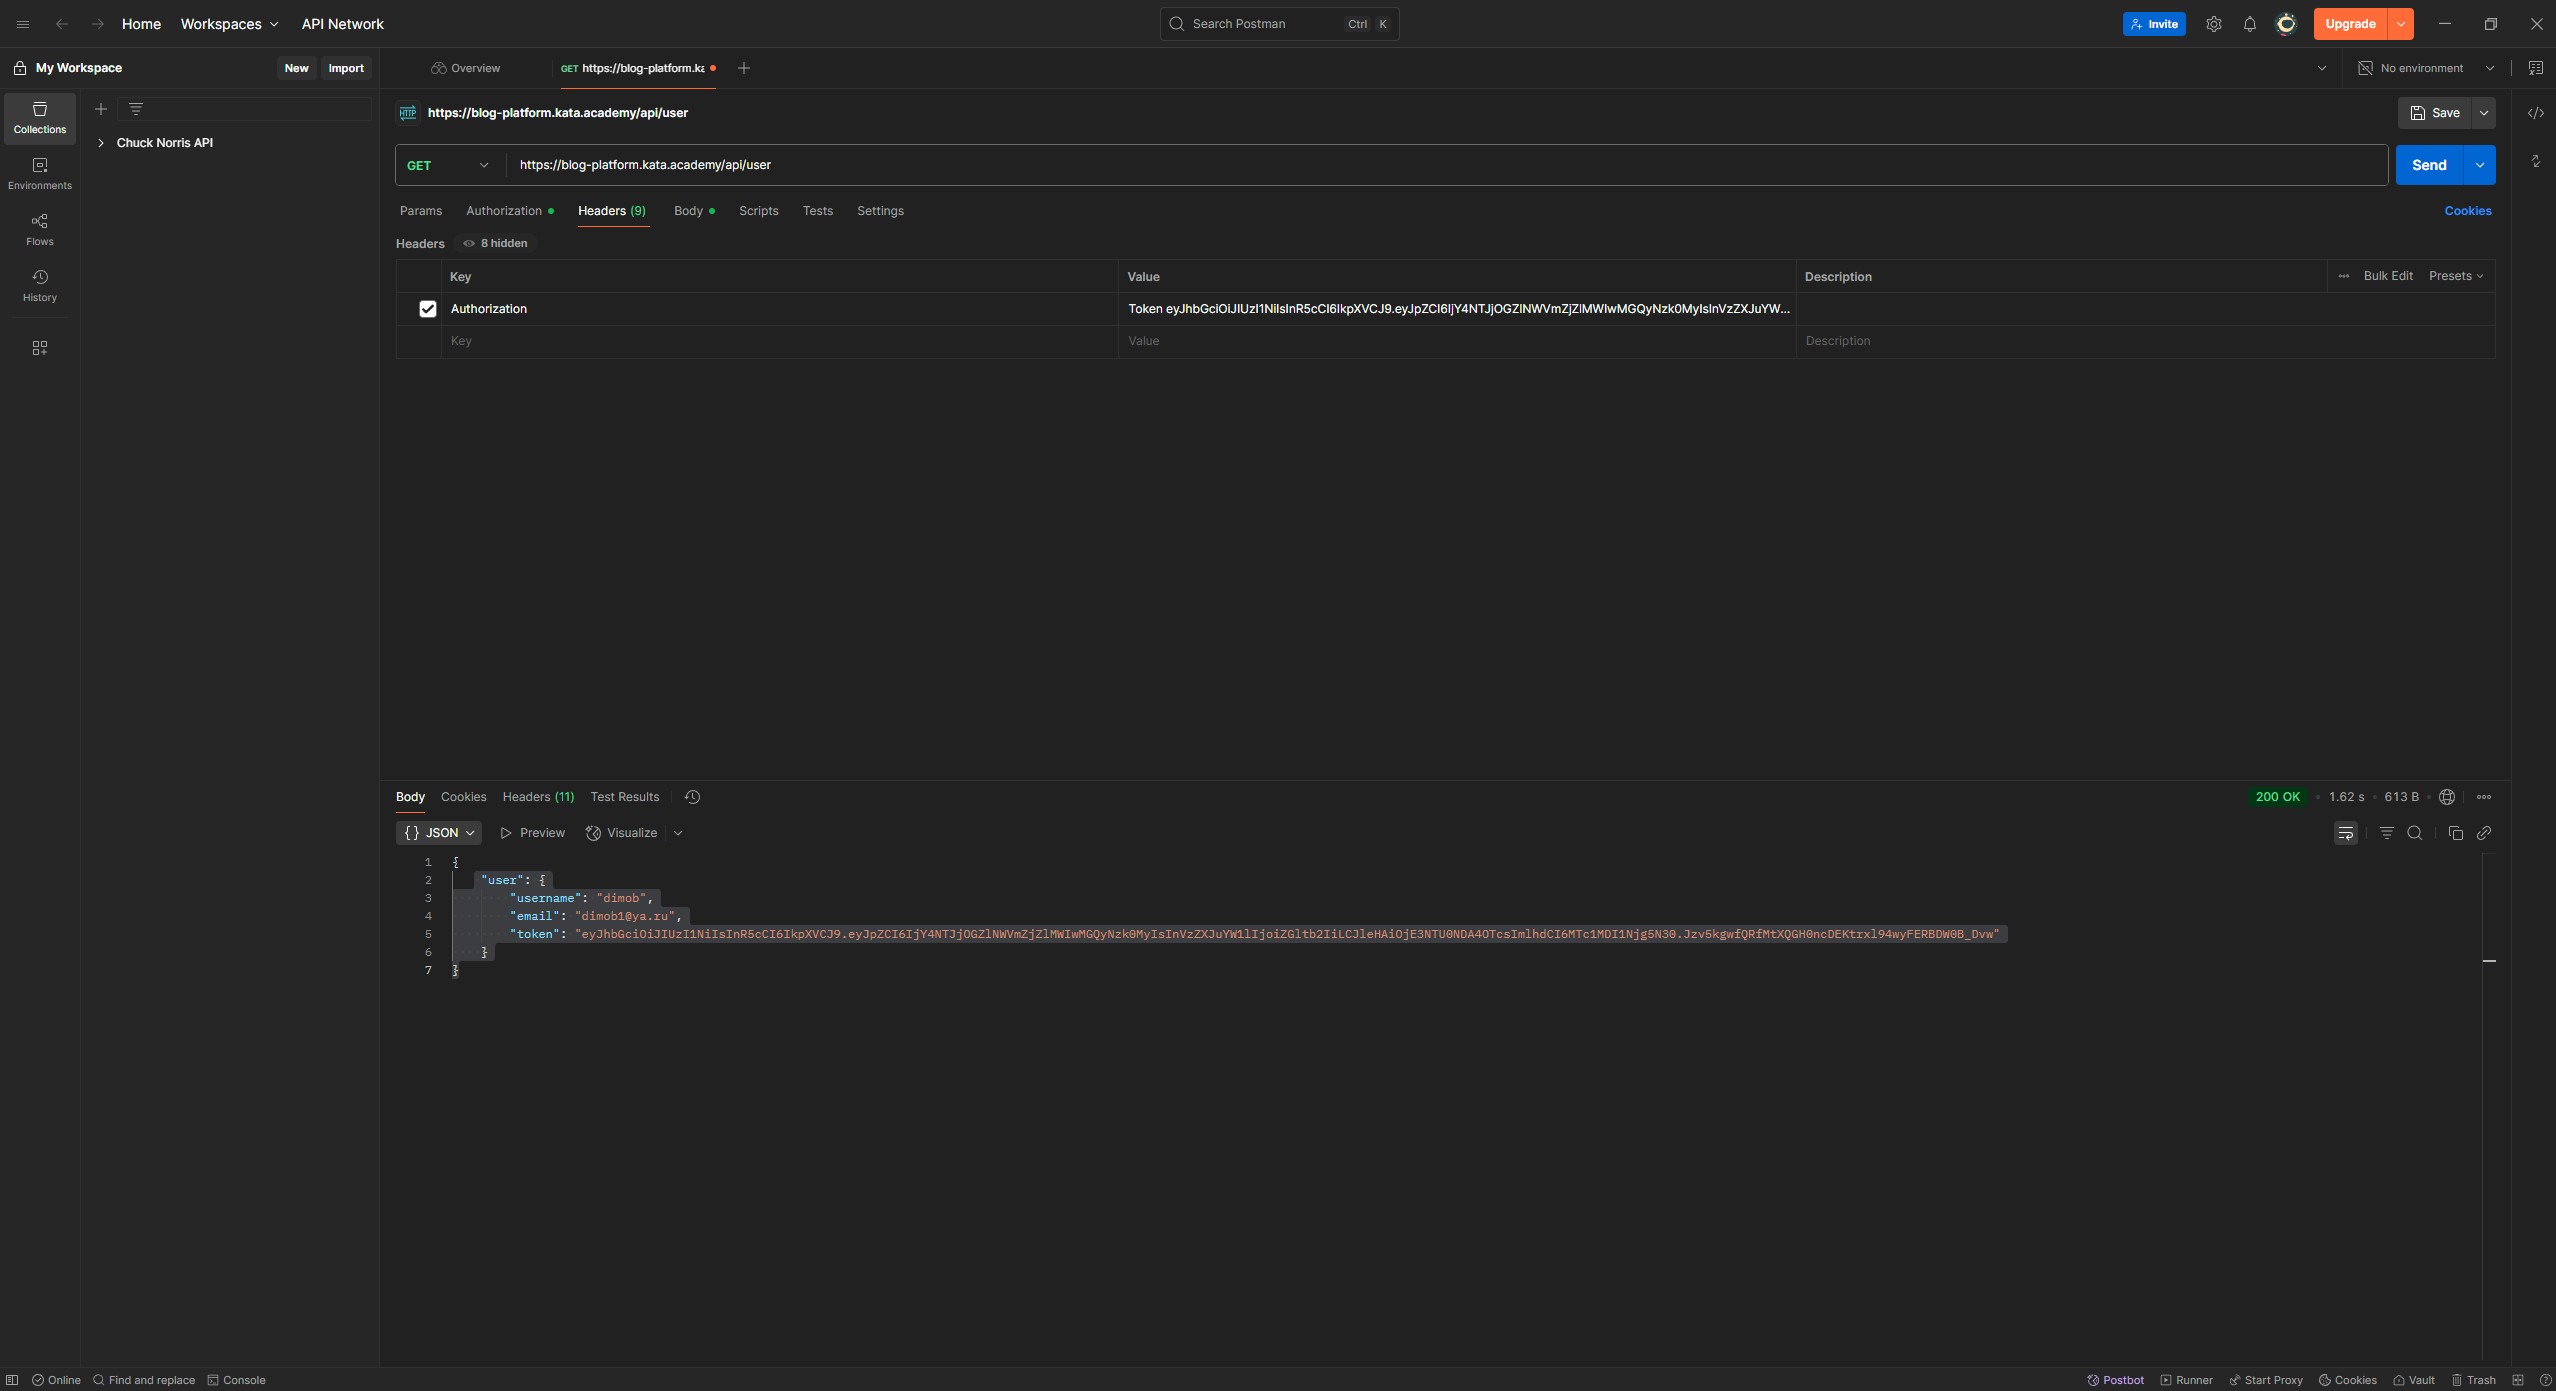 Home Workspaces API Network Search Postman Ctrl K Invite Upgrade
My Workspace New Import Overview GET https://blog-platform.ka No environment
Collections
Environments
Flows
History
Chuck Norris API
HTTP https://blog-platform.kata.academy/api/user Save
GET https://blog-platform.kata.academy/api/user Send
Params Authorization Headers (9) Body Scripts Tests Settings Cookies
Headers 8 hidden
Key Value Description Bulk Edit Presets
Authorization Token eyJhbGciOiJIUzI1NiIsInR5cCI6IkpXVCJ9.eyJpZCI6IjY4NTJjOGZlNWVmZjZlMWIwMGQyNzk0MyIsInVzZXJuYW...
Key Value Description
Body Cookies Headers (11) Test Results 200 OK 1.62 s 613 B
{} JSON Preview Visualize
1 {
2 "user": {
3 "username": "dimob",
4 "email": "dimob1@ya.ru",
5 "token": "eyJhbGciOiJIUzI1NiIsInR5cCI6IkpXVCJ9.eyJpZCI6IjY4NTJjOGZlNWVmZjZlMWIwMGQyNzk0MyIsInVzZXJuYW1lIjoiZGltb2IiLCJleHAiOjE3NTU0NDA4OTcsImlhdCI6MTc1MDI1Njg5N30.Jzv5kgwfQRfMtXQGH0ncDEKtrxl94wyFERBDW0B_Dvw"
6 }
7 }
Online Find and replace Console Postbot Runner Start Proxy Cookies Vault Trash